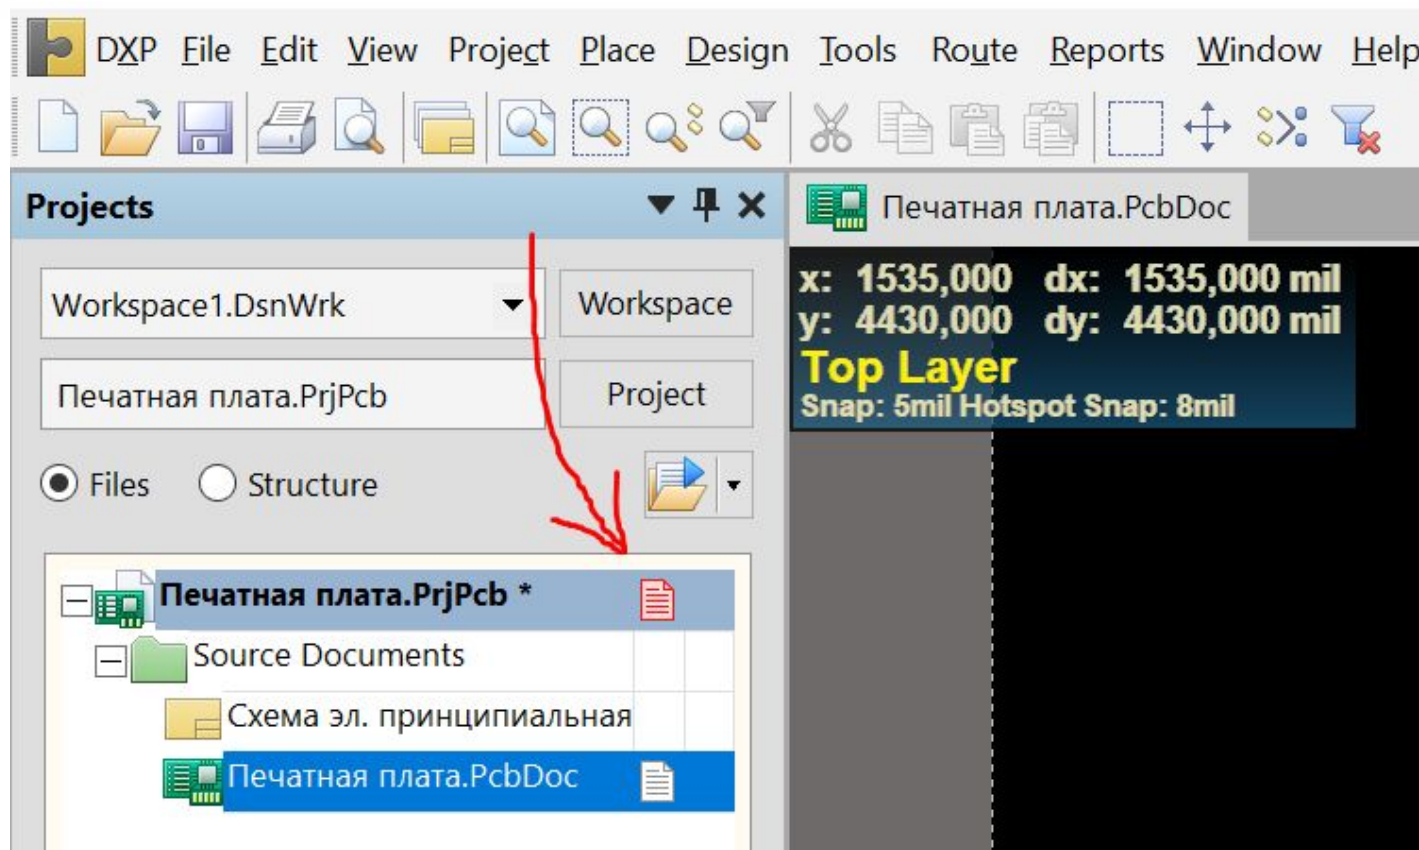 DXP File Edit View Project Place Design Tools Route Reports Window Help
Projects
Печатная плата.PcbDoc
x: 1535,000 dx: 1535,000 mil
y: 4430,000 dy: 4430,000 mil
Top Layer
Snap: 5mil Hotspot Snap: 8mil
Workspace1.DsnWrk
Workspace
Печатная плата.PrjPcb
Project
Files
Structure
Печатная плата.PrjPcb *
Source Documents
Схема эл. принципиальная
Печатная плата.PcbDoc